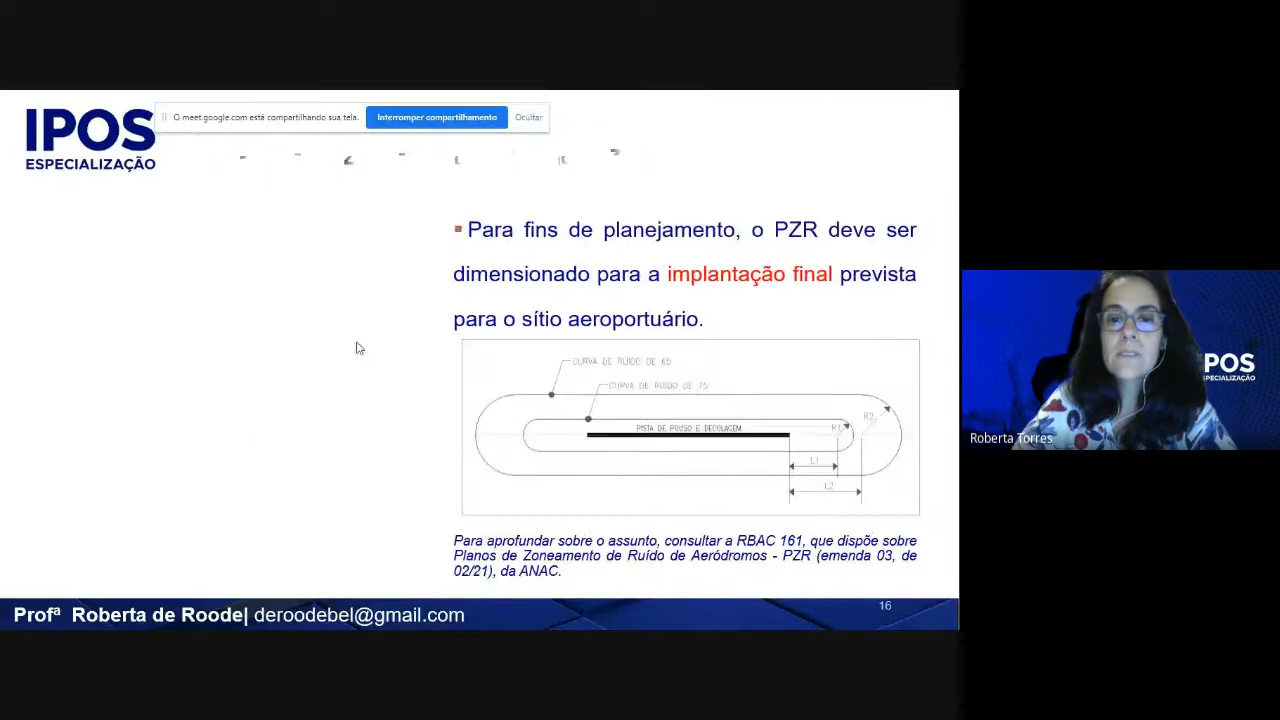 IPOS
ESPECIALIZAÇÃO
O meet.google.com está compartilhando sua tela.
Interromper compartilhamento
Ocultar
Para fins de planejamento, o PZR deve ser
dimensionado para a implantação final prevista
para o sítio aeroportuário.
CURVA DE RUÍDO DE 65
CURVA DE RUÍDO DE 75
PISTA DE POUSO E DECOLAGEM
R1
R2
L1
L2
Para aprofundar sobre o assunto, consultar a RBAC 161, que dispõe sobre
Planos de Zoneamento de Ruído de Aeródromos - PZR (emenda 03, de
02/21), da ANAC.
Profª Roberta de Roode| deroodebel@gmail.com
16
POS
ESPECIALIZAÇÃO
Roberta Torres